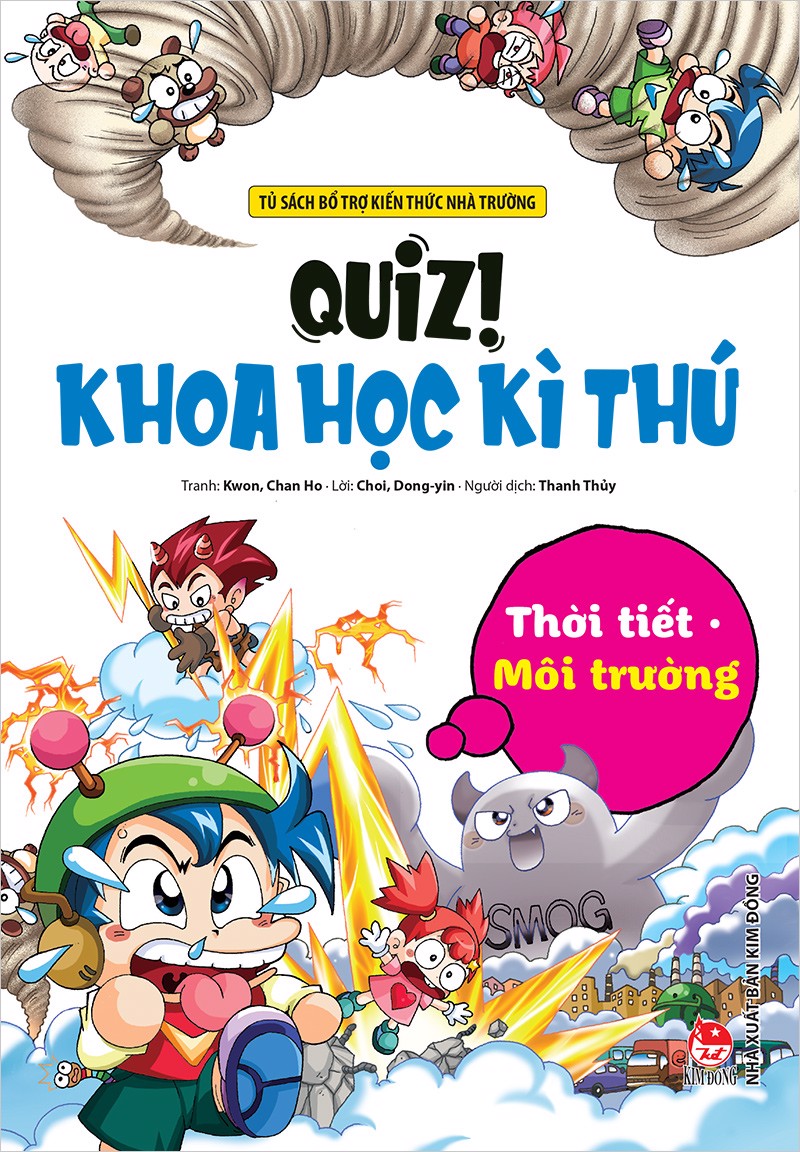 TỦ SÁCH BỔ TRỢ KIẾN THỨC NHÀ TRƯỜNG
QUIZ!
KHOA HỌC KÌ THÚ
Tranh: Kwon, Chan Ho · Lời: Choi, Dong-yin · Người dịch: Thanh Thủy
Thời tiết ·
Môi trường
SMOG
NHÀ XUẤT BẢN KIM ĐỒNG
KIM ĐỒNG